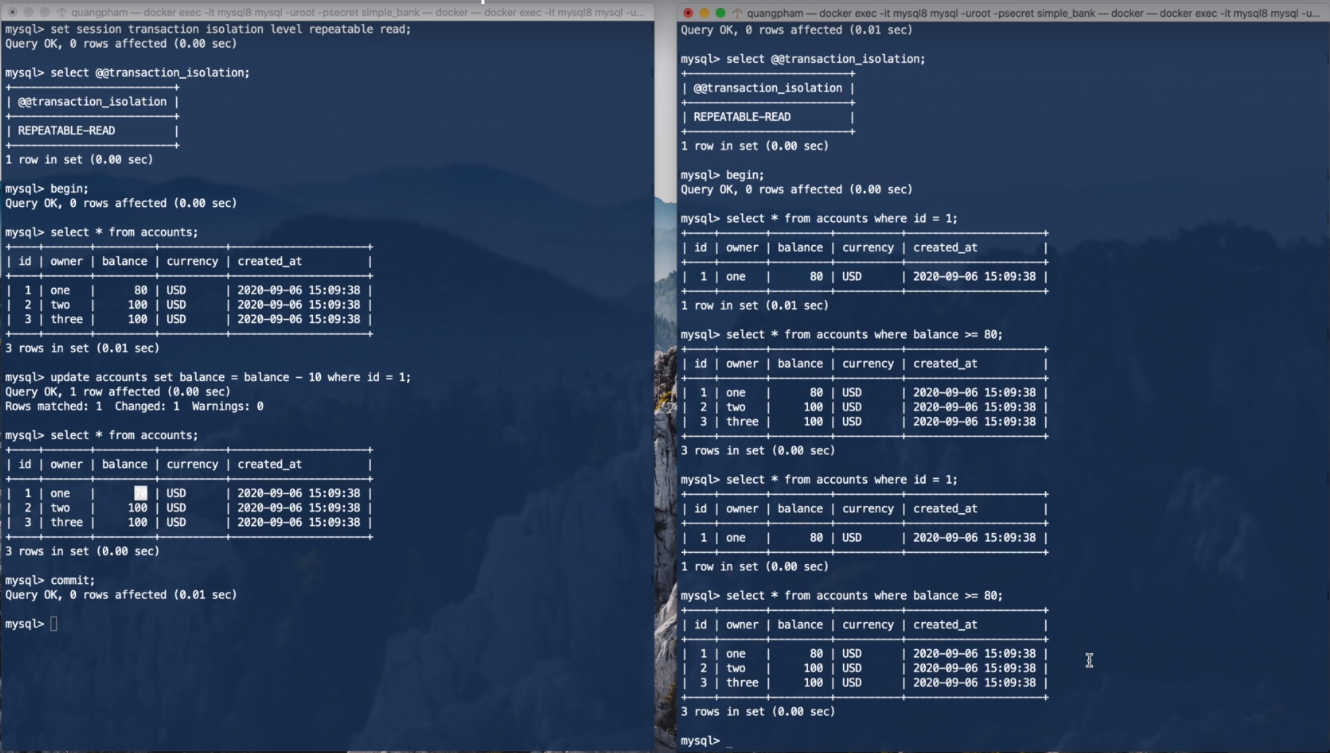 quangpham — docker exec -it mysql8 mysql -uroot -psecret simple_bank — docker — docker exec -it mysql8 mysql -u...
mysql> set session transaction isolation level repeatable read;
Query OK, 0 rows affected (0.00 sec)
mysql> select @@transaction_isolation;
| @@transaction_isolation |
| REPEATABLE-READ |
1 row in set (0.00 sec)
mysql> begin;
Query OK, 0 rows affected (0.00 sec)
mysql> select * from accounts;
| id | owner | balance | currency | created_at |
| 1 | one | 80 | USD | 2020-09-06 15:09:38 |
| 2 | two | 100 | USD | 2020-09-06 15:09:38 |
| 3 | three | 100 | USD | 2020-09-06 15:09:38 |
3 rows in set (0.01 sec)
mysql> update accounts set balance = balance - 10 where id = 1;
Query OK, 1 row affected (0.00 sec)
Rows matched: 1 Changed: 1 Warnings: 0
mysql> select * from accounts;
| id | owner | balance | currency | created_at |
| 1 | one | | USD | 2020-09-06 15:09:38 |
| 2 | two | 100 | USD | 2020-09-06 15:09:38 |
| 3 | three | 100 | USD | 2020-09-06 15:09:38 |
3 rows in set (0.00 sec)
mysql> commit;
Query OK, 0 rows affected (0.01 sec)
mysql>
quangpham — docker exec -it mysql8 mysql -uroot -psecret simple_bank — docker — docker exec -it mysql8 mysql -u...
Query OK, 0 rows affected (0.01 sec)
mysql> select @@transaction_isolation;
| @@transaction_isolation |
| REPEATABLE-READ |
1 row in set (0.00 sec)
mysql> begin;
Query OK, 0 rows affected (0.00 sec)
mysql> select * from accounts where id = 1;
| id | owner | balance | currency | created_at |
| 1 | one | 80 | USD | 2020-09-06 15:09:38 |
1 row in set (0.01 sec)
mysql> select * from accounts where balance >= 80;
| id | owner | balance | currency | created_at |
| 1 | one | 80 | USD | 2020-09-06 15:09:38 |
| 2 | two | 100 | USD | 2020-09-06 15:09:38 |
| 3 | three | 100 | USD | 2020-09-06 15:09:38 |
3 rows in set (0.00 sec)
mysql> select * from accounts where id = 1;
| id | owner | balance | currency | created_at |
| 1 | one | 80 | USD | 2020-09-06 15:09:38 |
1 row in set (0.00 sec)
mysql> select * from accounts where balance >= 80;
| id | owner | balance | currency | created_at |
| 1 | one | 80 | USD | 2020-09-06 15:09:38 |
| 2 | two | 100 | USD | 2020-09-06 15:09:38 |
| 3 | three | 100 | USD | 2020-09-06 15:09:38 |
3 rows in set (0.00 sec)
mysql> _